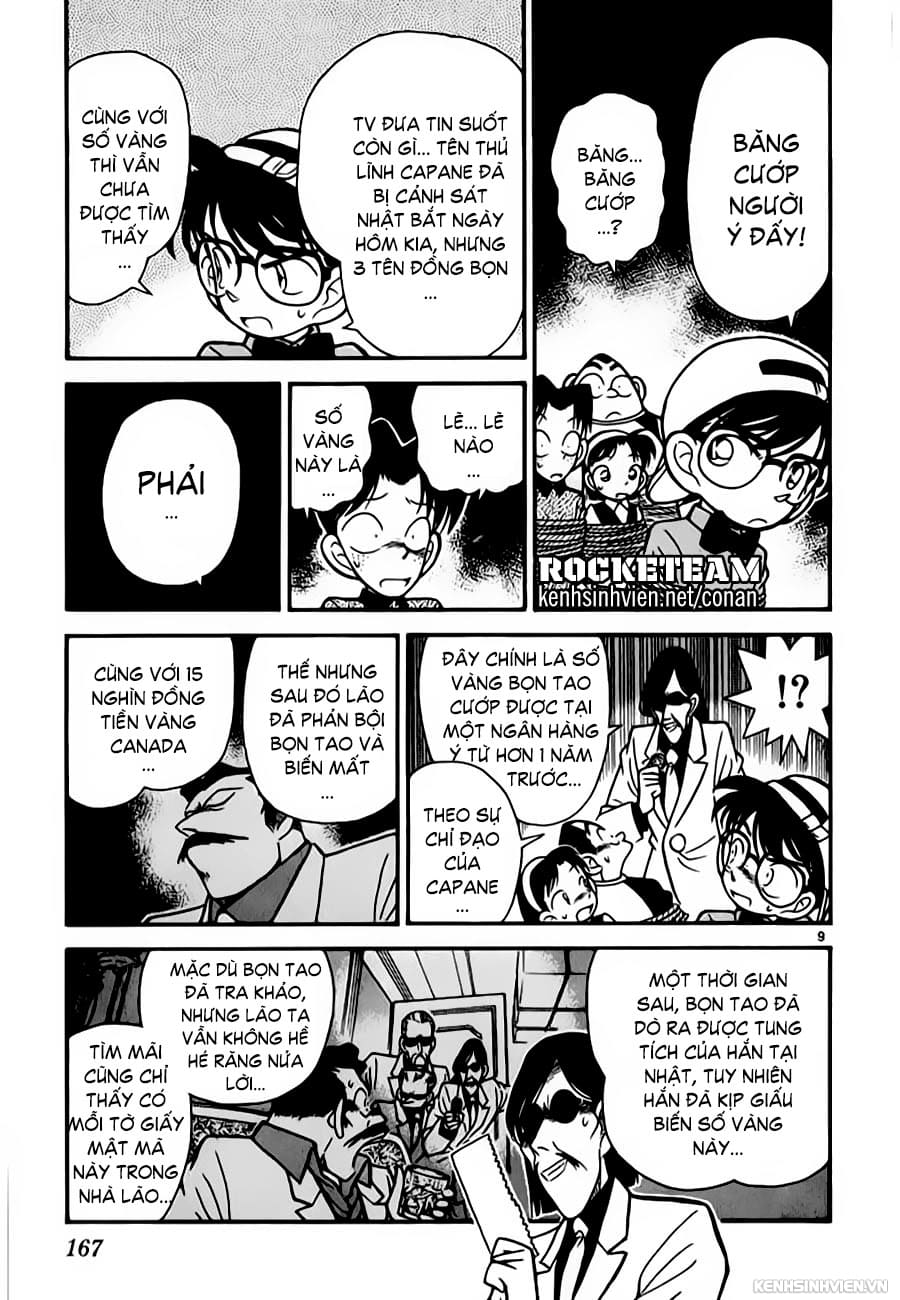 BĂNG
CƯỚP
NGƯỜI
Ý ĐẤY!
BĂNG...
BĂNG
CƯỚP
...?
ROCKETEAM
kenhsinhvien.net/conan
TV ĐƯA TIN SUỐT
CÒN GÌ... TÊN THỦ
LĨNH CAPANE ĐÃ
BỊ CẢNH SÁT
NHẬT BẮT NGÀY
HÔM KIA, NHƯNG
3 TÊN ĐỒNG BỌN
...
CÙNG VỚI
SỐ VÀNG
THÌ VẪN
CHƯA
ĐƯỢC TÌM
THẤY
...
LẼ... LẼ
NÀO
...
SỐ
VÀNG
NÀY LÀ
...
PHẢI
...
!?
ĐÂY CHÍNH LÀ SỐ
VÀNG BỌN TAO
CƯỚP ĐƯỢC TẠI
MỘT NGÂN HÀNG
Ý TỪ HƠN 1 NĂM
TRƯỚC...
THEO SỰ
CHỈ ĐẠO
CỦA
CAPANE
...
9
THẾ NHƯNG
SAU ĐÓ LÃO
ĐÃ PHẢN BỘI
BỌN TAO VÀ
BIẾN MẤT
...
CÙNG VỚI 15
NGHÌN ĐỒNG
TIỀN VÀNG
CANADA
...
MỘT THỜI GIAN
SAU, BỌN TAO ĐÃ
DÒ RA ĐƯỢC TUNG
TÍCH CỦA HẮN TẠI
NHẬT, TUY NHIÊN
HẮN ĐÃ KỊP GIẤU
BIẾN SỐ VÀNG
NÀY...
MẶC DÙ BỌN TAO
ĐÃ TRA KHẢO,
NHƯNG LÃO TA
VẪN KHÔNG HỀ
HÉ RĂNG NỬA
LỜI...
TÌM MÃI
CŨNG CHỈ
THẤY CÓ
MỖI TỜ GIẤY
MẬT MÃ
NÀY TRONG
NHÀ LÃO...
167
KENHSINHVIEN.VN